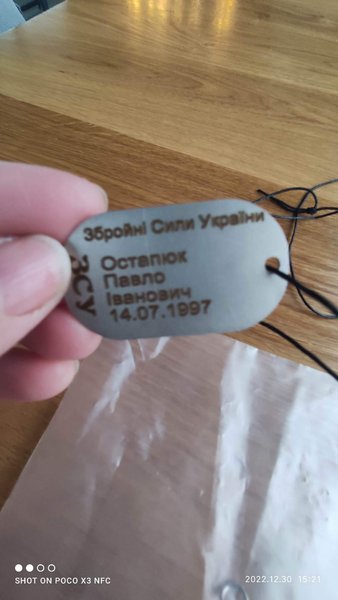 Збройні Сили України
ЗСУ
Остапюк
Павло
Іванович
14.07.1997
SHOT ON POCO X3 NFC
2022.12.30 15:21